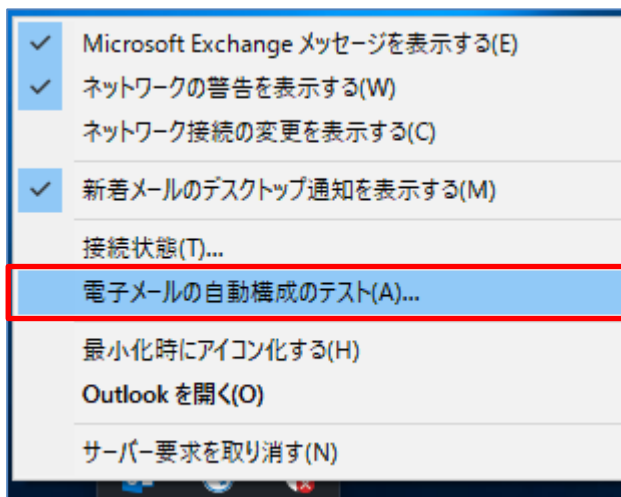 Microsoft Exchange メッセージを表示する(E)
ネットワークの警告を表示する(W)
ネットワーク接続の変更を表示する(C)
新着メールのデスクトップ通知を表示する(M)
接続状態(T)...
電子メールの自動構成のテスト(A)...
最小化時にアイコン化する(H)
Outlook を開く(O)
サーバー要求を取り消す(N)